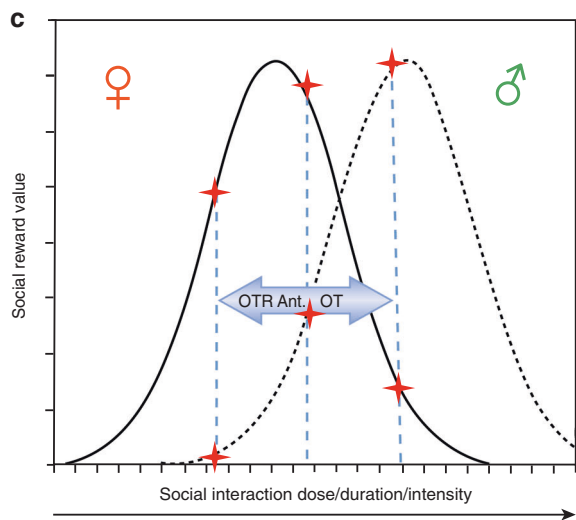 c
♀
♂
Social reward value
OTR Ant. OT
Social interaction dose/duration/intensity